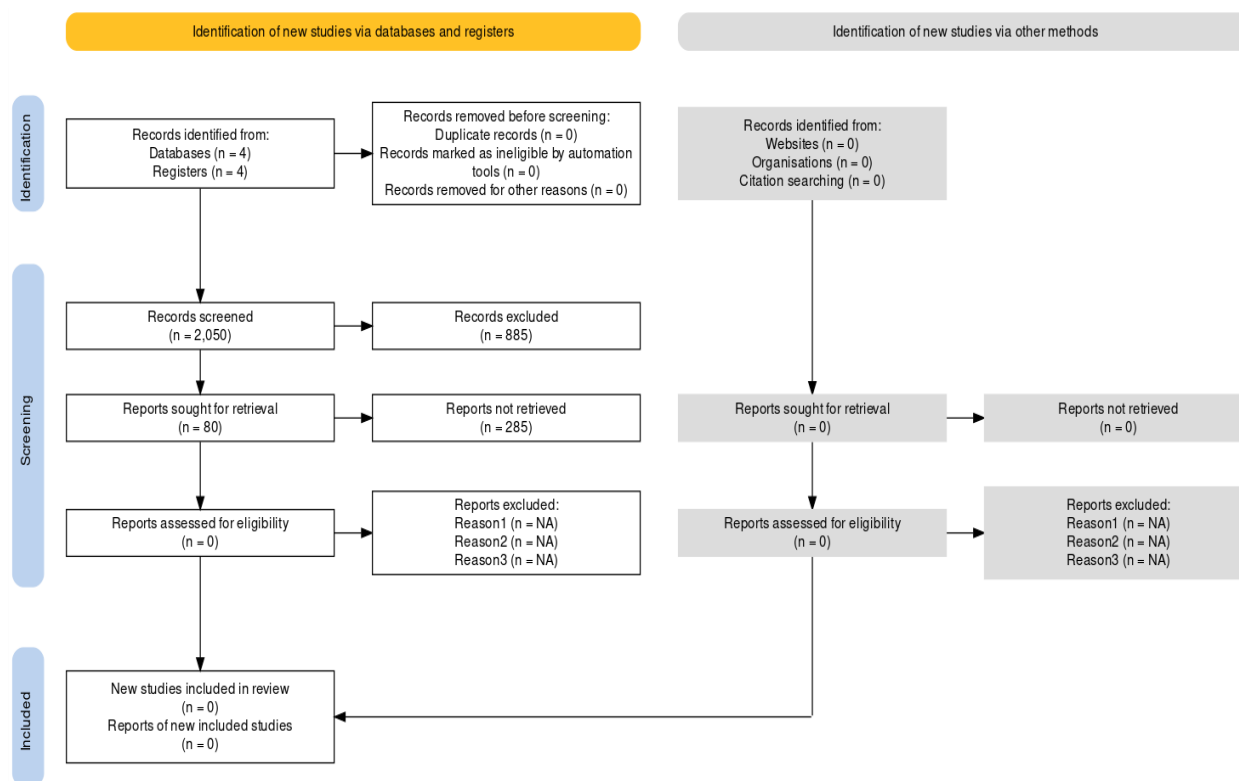 Identification of new studies via databases and registers
Identification of new studies via other methods
Identification
Records identified from:
Databases (n = 4)
Registers (n = 4)
Records removed before screening:
Duplicate records (n = 0)
Records marked as ineligible by automation
tools (n = 0)
Records removed for other reasons (n = 0)
Records identified from:
Websites (n = 0)
Organisations (n = 0)
Citation searching (n = 0)
Screening
Records screened
(n = 2,050)
Records excluded
(n = 885)
Reports sought for retrieval
(n = 80)
Reports not retrieved
(n = 285)
Reports sought for retrieval
(n = 0)
Reports not retrieved
(n = 0)
Reports assessed for eligibility
(n = 0)
Reports excluded:
Reason1 (n = NA)
Reason2 (n = NA)
Reason3 (n = NA)
Reports assessed for eligibility
(n = 0)
Reports excluded:
Reason1 (n = NA)
Reason2 (n = NA)
Reason3 (n = NA)
Included
New studies included in review
(n = 0)
Reports of new included studies
(n = 0)